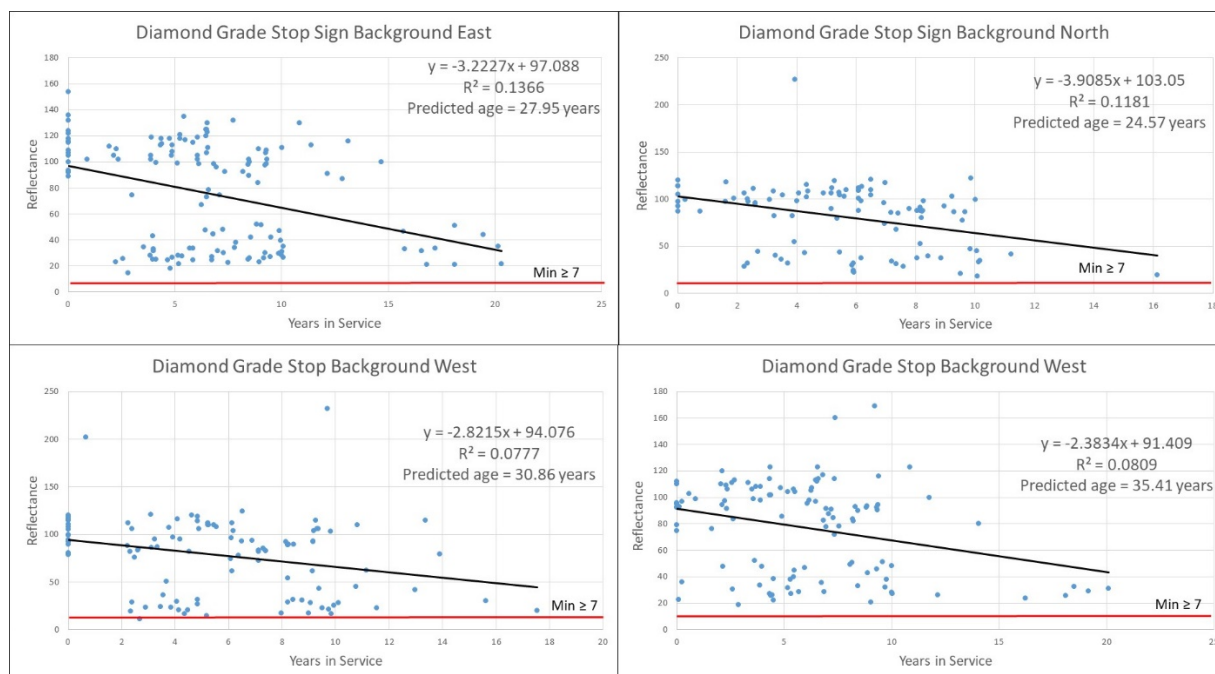 Diamond Grade Stop Sign Background East
y = -3.2227x + 97.088
R² = 0.1366
Predicted age = 27.95 years
Reflectance
160
140
120
100
80
60
40
20
0
Min ≥ 7
0 5 10 15 20 25
Years in Service
Diamond Grade Stop Sign Background North
y = -3.9085x + 103.05
R² = 0.1181
Predicted age = 24.57 years
Reflectance
250
200
150
100
50
0
Min ≥ 7
0 2 4 6 8 10 12 14 16 18
Years in Service
Diamond Grade Stop Background West
y = -2.8215x + 94.076
R² = 0.0777
Predicted age = 30.86 years
Reflectance
250
200
150
100
50
0
Min ≥ 7
0 2 4 6 8 10 12 14 16 18 20
Years in Service
Diamond Grade Stop Background West
y = -2.3834x + 91.409
R² = 0.0809
Predicted age = 35.41 years
Reflectance
180
160
140
120
100
80
60
40
20
0
Min ≥ 7
0 5 10 15 20 25
Years in Service